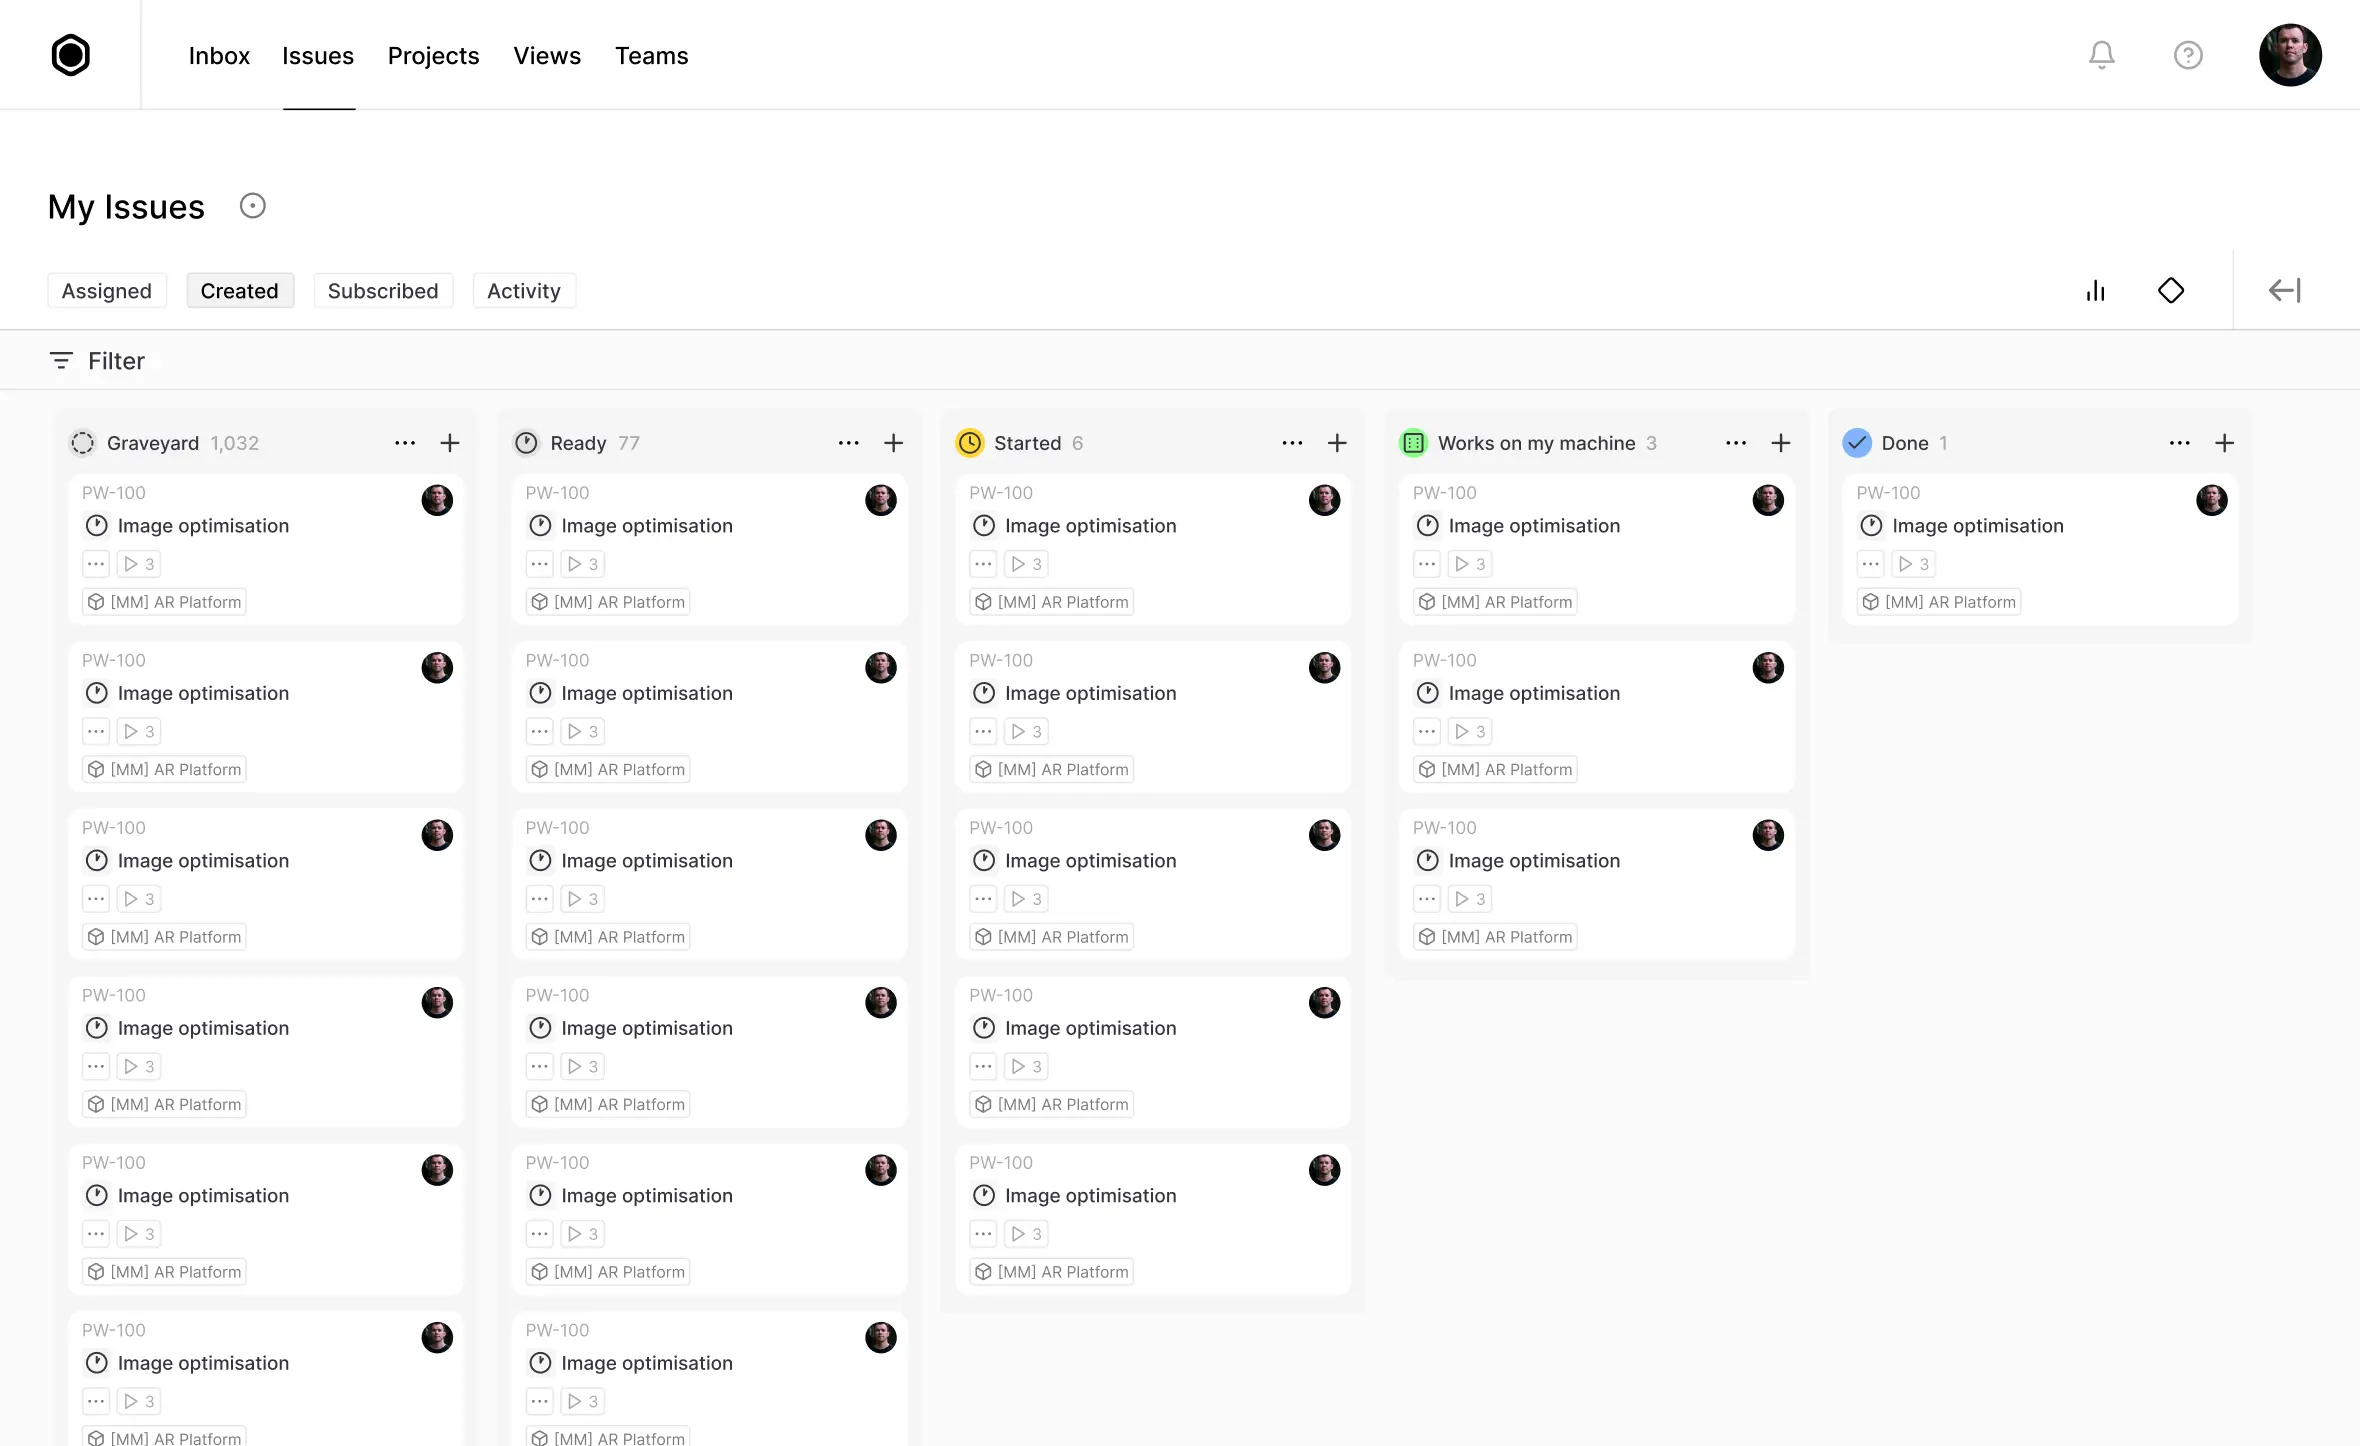 Inbox Issues Projects Views Teams
My Issues
Assigned Created Subscribed Activity
Filter
Graveyard 1,032
PW-100
Image optimisation
3
[MM] AR Platform
PW-100
Image optimisation
3
[MM] AR Platform
PW-100
Image optimisation
3
[MM] AR Platform
PW-100
Image optimisation
3
[MM] AR Platform
PW-100
Image optimisation
3
[MM] AR Platform
PW-100
Image optimisation
3
[MM] AR Platform
Ready 77
PW-100
Image optimisation
3
[MM] AR Platform
PW-100
Image optimisation
3
[MM] AR Platform
PW-100
Image optimisation
3
[MM] AR Platform
PW-100
Image optimisation
3
[MM] AR Platform
PW-100
Image optimisation
3
[MM] AR Platform
PW-100
Image optimisation
3
[MM] AR Platform
Started 6
PW-100
Image optimisation
3
[MM] AR Platform
PW-100
Image optimisation
3
[MM] AR Platform
PW-100
Image optimisation
3
[MM] AR Platform
PW-100
Image optimisation
3
[MM] AR Platform
PW-100
Image optimisation
3
[MM] AR Platform
Works on my machine 3
PW-100
Image optimisation
3
[MM] AR Platform
PW-100
Image optimisation
3
[MM] AR Platform
PW-100
Image optimisation
3
[MM] AR Platform
Done 1
PW-100
Image optimisation
3
[MM] AR Platform